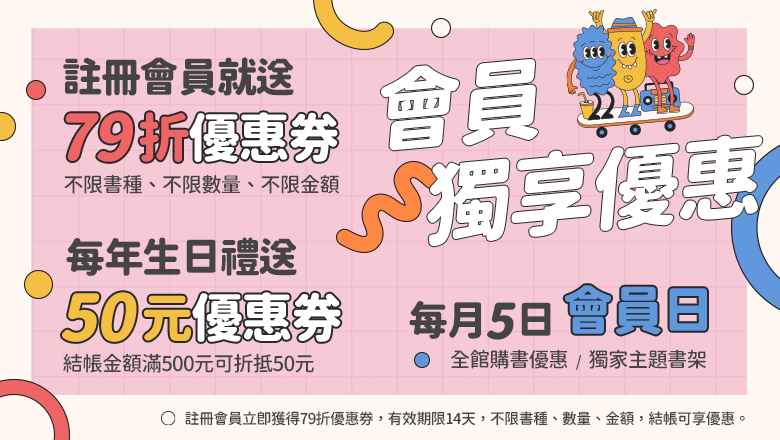 註冊會員就送
79折優惠券
不限書種、不限數量、不限金額
每年生日禮送
50元優惠券
結帳金額滿500元可折抵50元
會員
獨享優惠
每月5日 會員日
全館購書優惠 / 獨家主題書架
註冊會員立即獲得79折優惠券，有效期限14天，不限書種、數量、金額，結帳可享優惠。